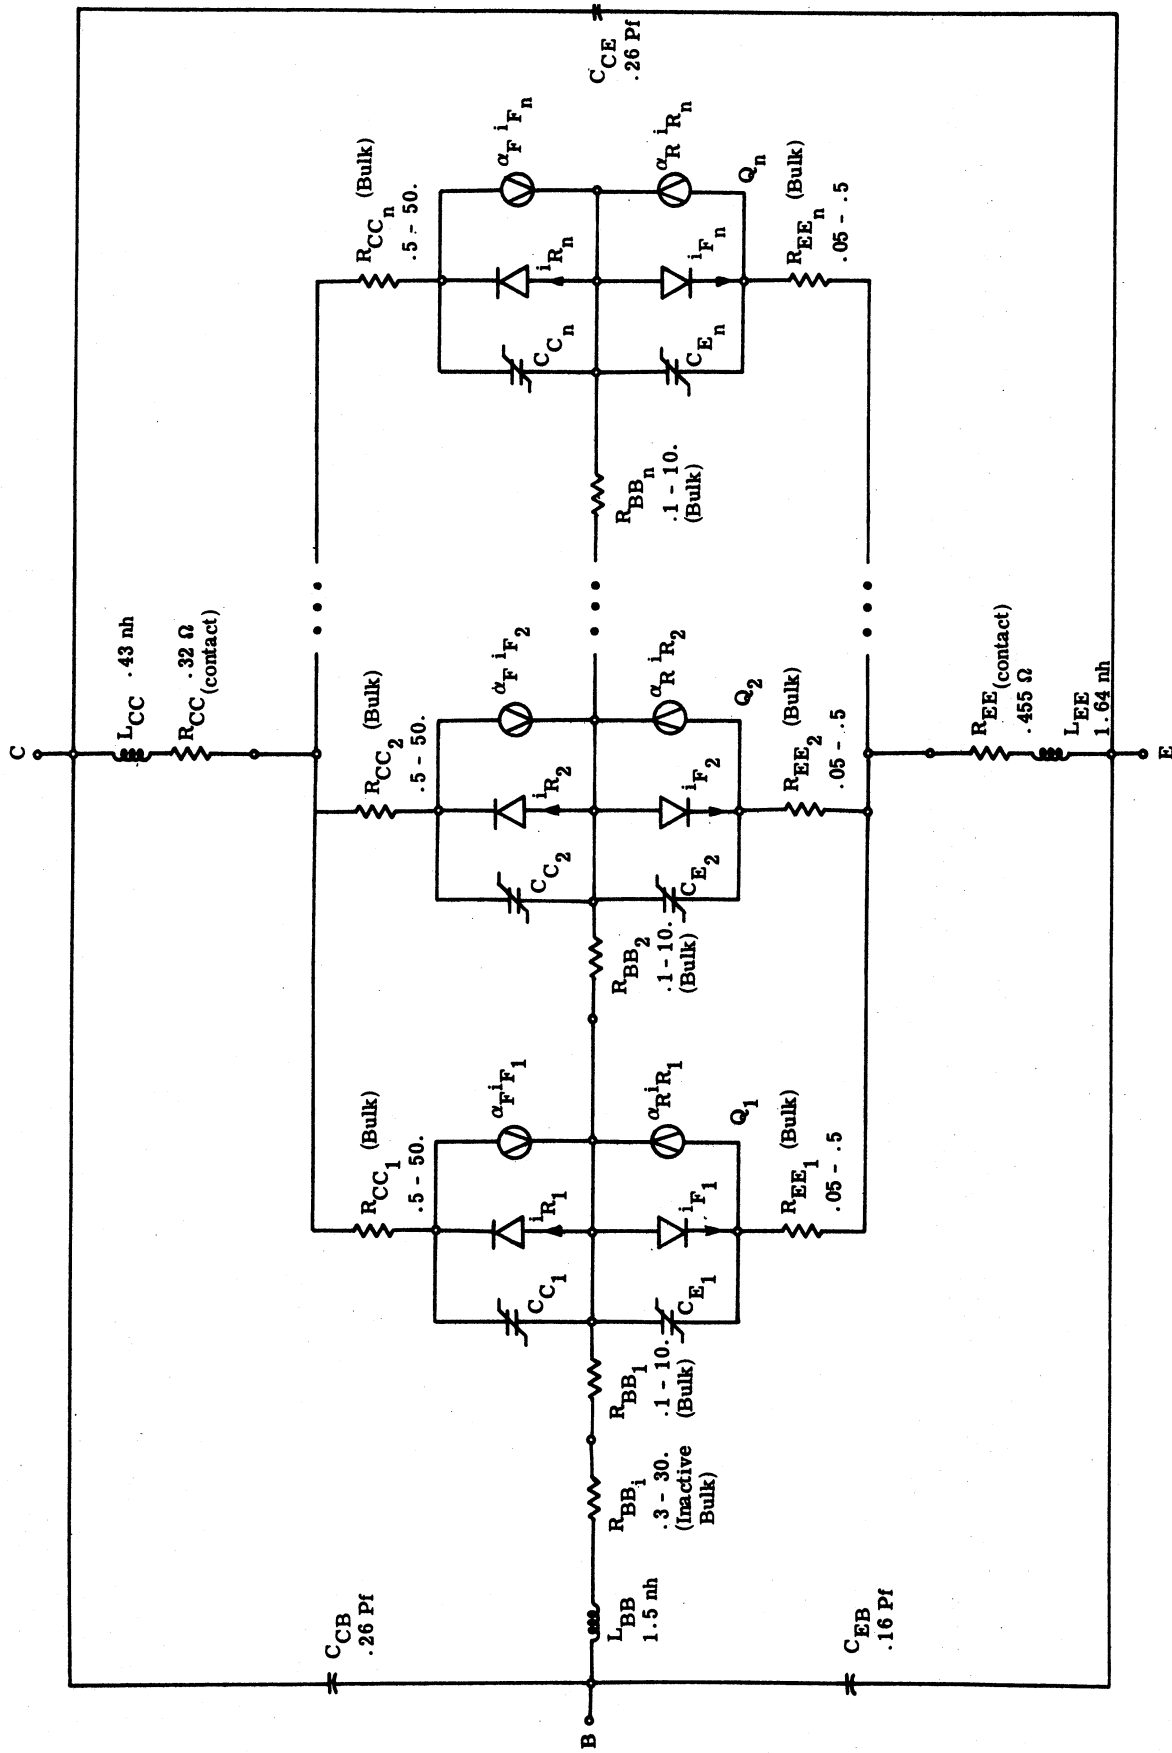 C
L_CC .43 nh
R_CC .32 Ω
(contact)
C_CB
.26 Pf
C_CE
.26 Pf
R_CC_1 (Bulk)
.5 - 50.
R_CC_2 (Bulk)
.5 - 50.
R_CC_n (Bulk)
.5 - 50.
C_C_1
i_R_1
α_F i_F_1
C_C_2
i_R_2
α_F i_F_2
C_C_n
i_R_n
α_F i_F_n
B
L_BB
1.5 nh
R_BB_i
.3 - 30.
(Inactive
Bulk)
R_BB_1
.1 - 10.
(Bulk)
R_BB_2
.1 - 10.
(Bulk)
R_BB_n
.1 - 10.
(Bulk)
C_E_1
i_F_1
α_R i_R_1
Q_1
C_E_2
i_F_2
α_R i_R_2
Q_2
C_E_n
i_F_n
α_R i_R_n
Q_n
R_EE_1 (Bulk)
.05 - .5
R_EE_2 (Bulk)
.05 - .5
R_EE_n (Bulk)
.05 - .5
C_EB
.16 Pf
R_EE (contact)
.455 Ω
L_EE
1.64 nh
E